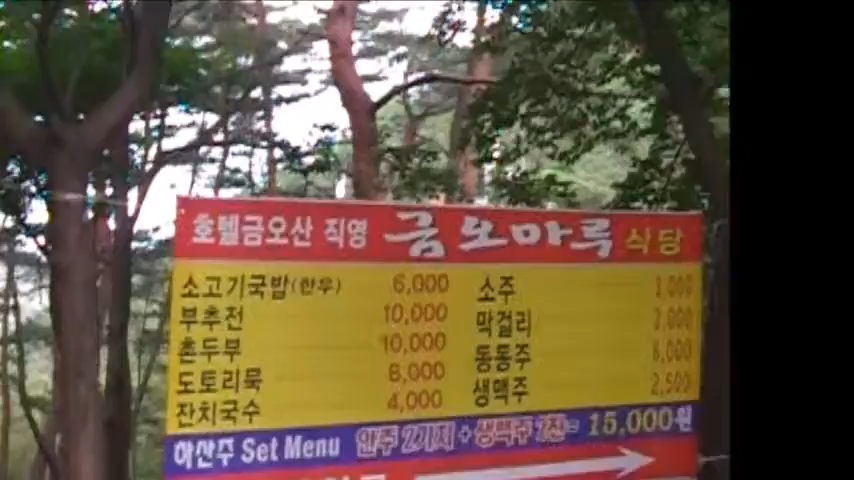 호텔금오산 직영 금오마루 식당
소고기국밥(한우) 6,000 소주
부추전 10,000 막걸리
촌두부 10,000 동동주
도토리묵 8,000 생맥주 2,500
잔치국수 4,000
하산주 Set Menu 안주 2가지 + 생맥주 2잔 = 15,000원